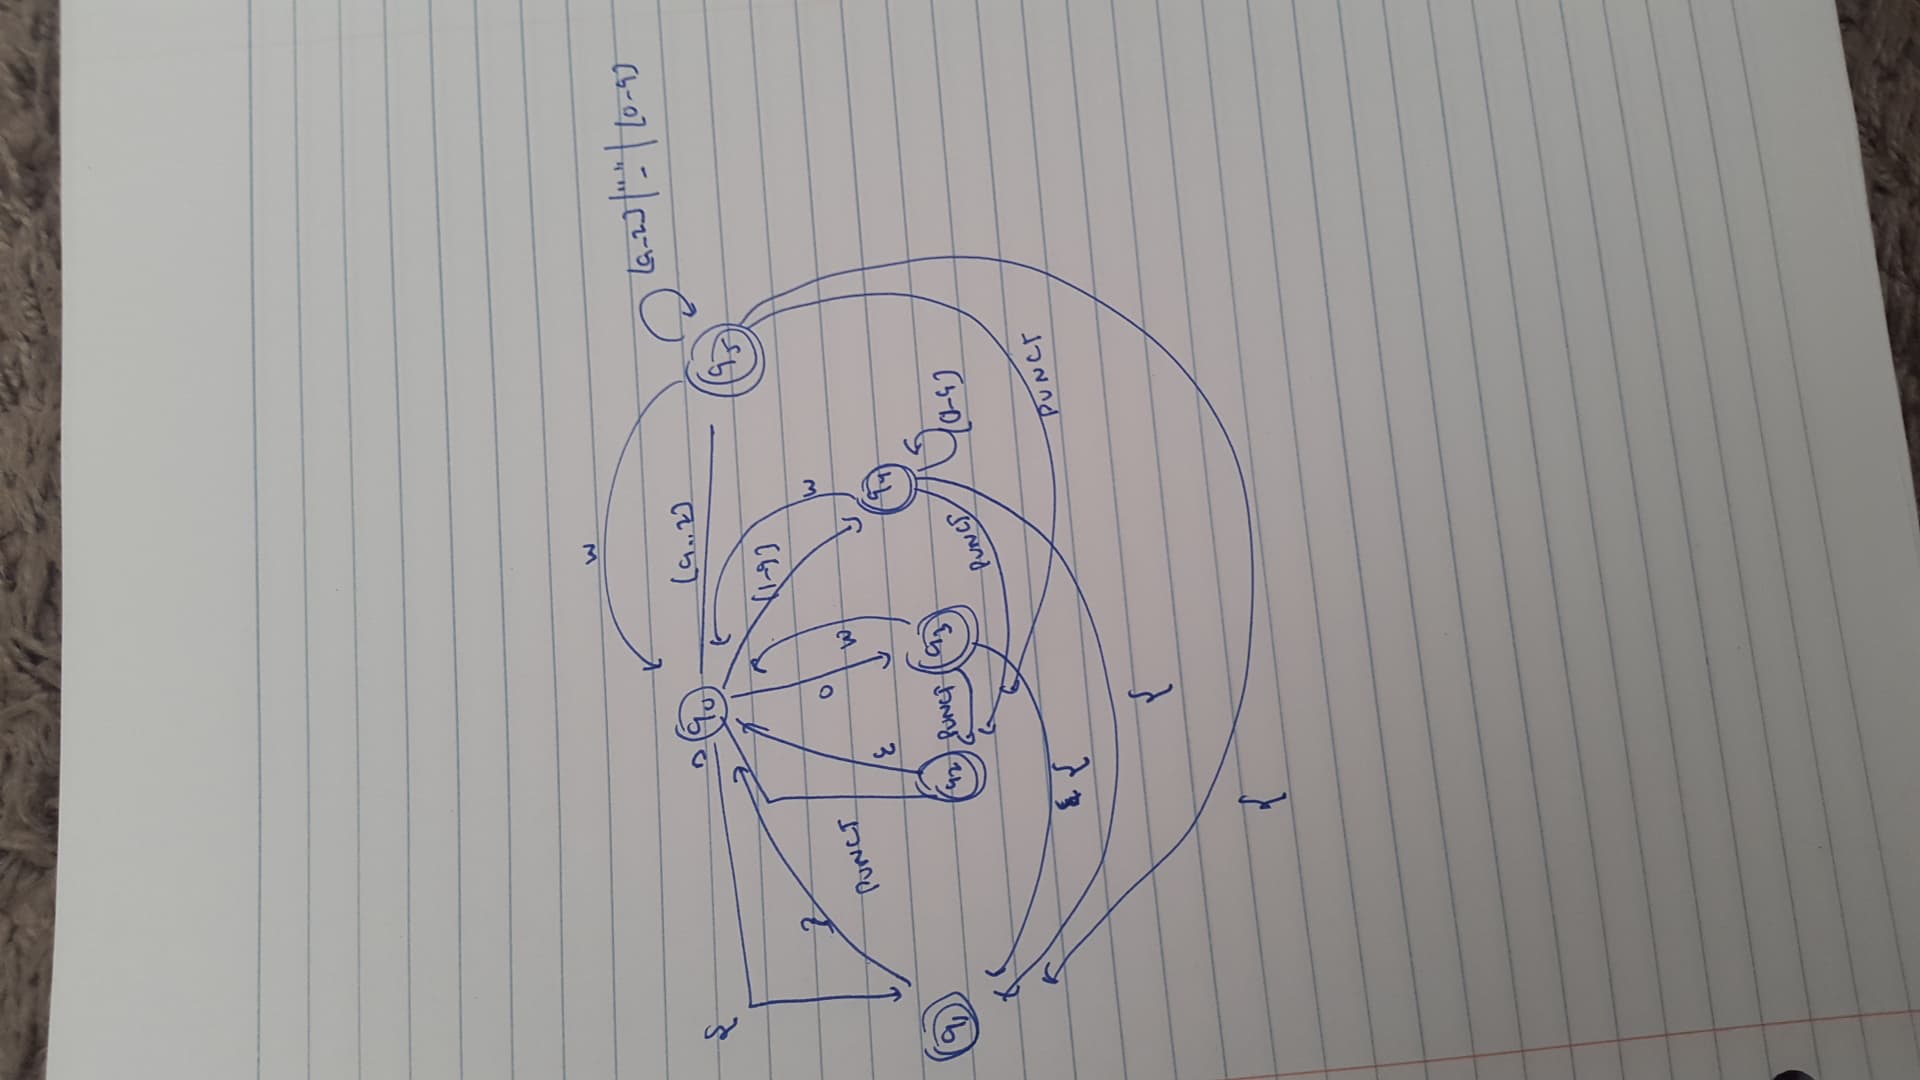 W
[a-z]|"_"|[0-9]
[a..z]
q0
{
q5
[1-9]
}
0
W
W
PUNCT
ε
q4
q1
q2
PUNCT
q3
[0-9]
PUNCT
PUNCT
{
{
{